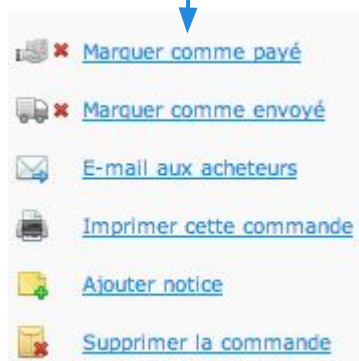 Marquer comme payé
Marquer comme envoyé
E-mail aux acheteurs
Imprimer cette commande
Ajouter notice
Supprimer la commande